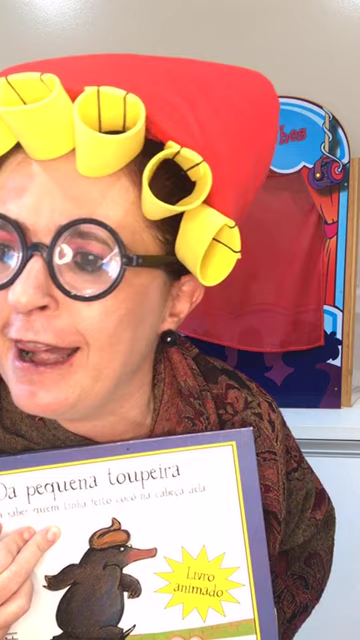 Da pequena toupeira
saber quem tinha feito cocô na cabeça dela
Livro
animado